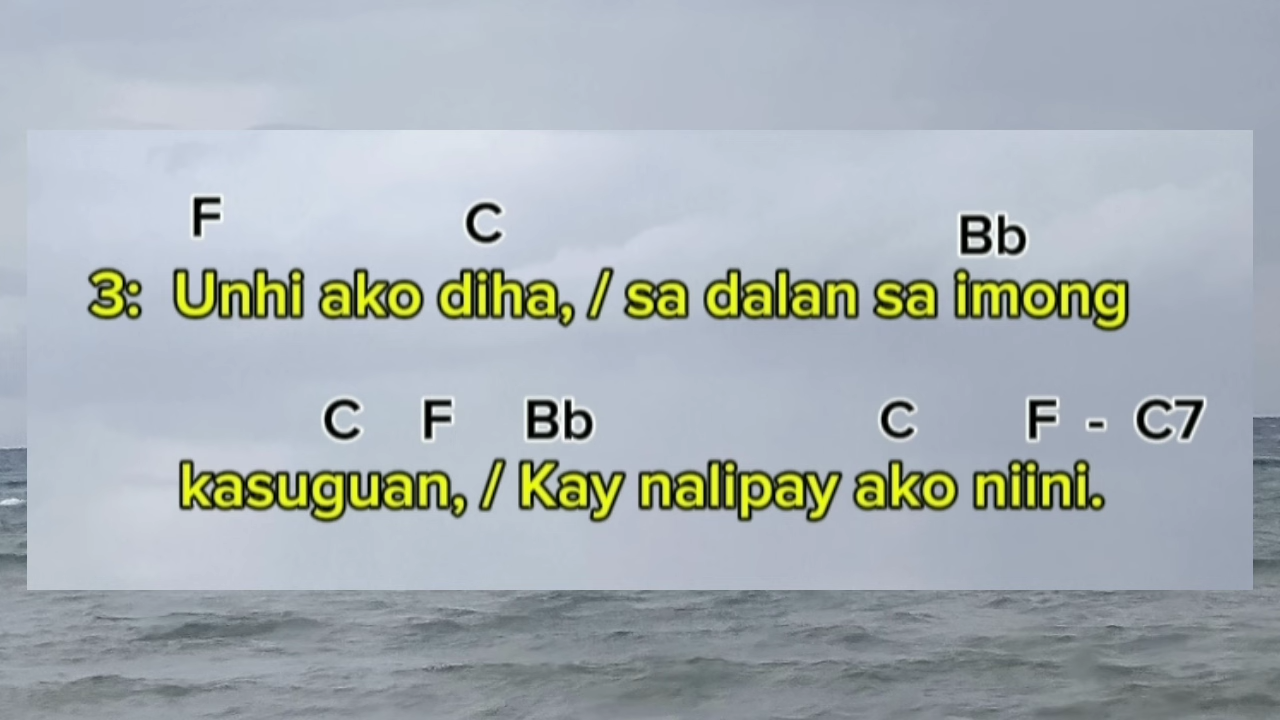 F C Bb
3: Unhi ako diha, / sa dalan sa imong
C F Bb C F - C7
kasuguan, / Kay nalipay ako niini.